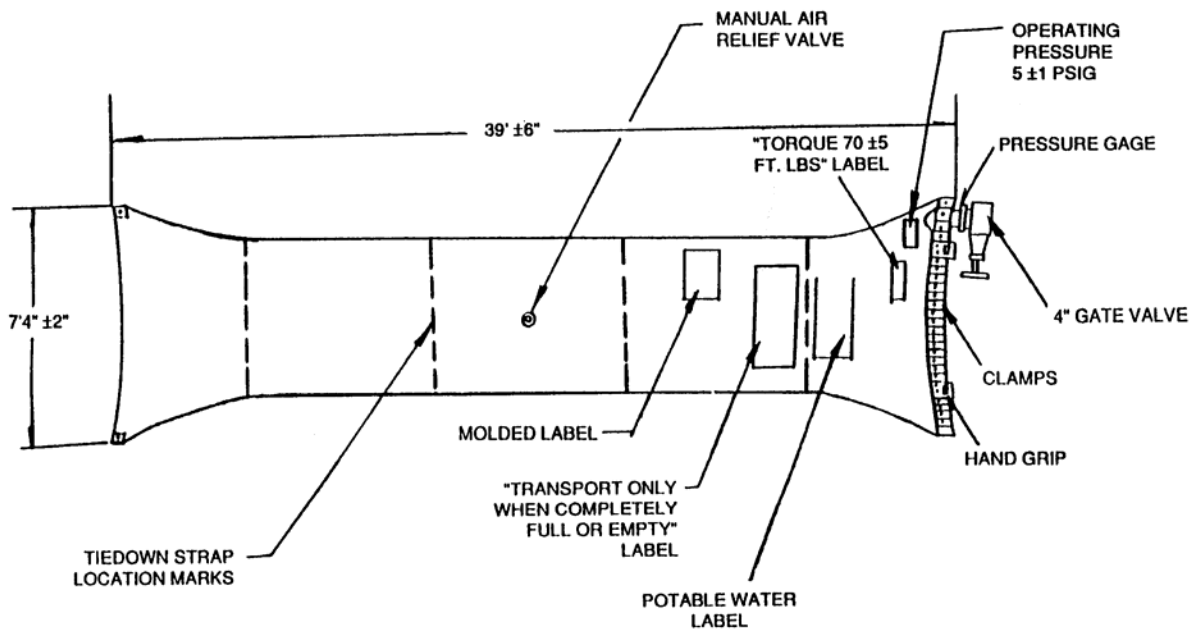 MANUAL AIR
RELIEF VALVE
OPERATING
PRESSURE
5 ±1 PSIG
39' ±6"
"TORQUE 70 ±5
FT. LBS" LABEL
PRESSURE GAGE
7'4" ±2"
4" GATE VALVE
CLAMPS
MOLDED LABEL
HAND GRIP
"TRANSPORT ONLY
WHEN COMPLETELY
FULL OR EMPTY"
LABEL
TIEDOWN STRAP
LOCATION MARKS
POTABLE WATER
LABEL